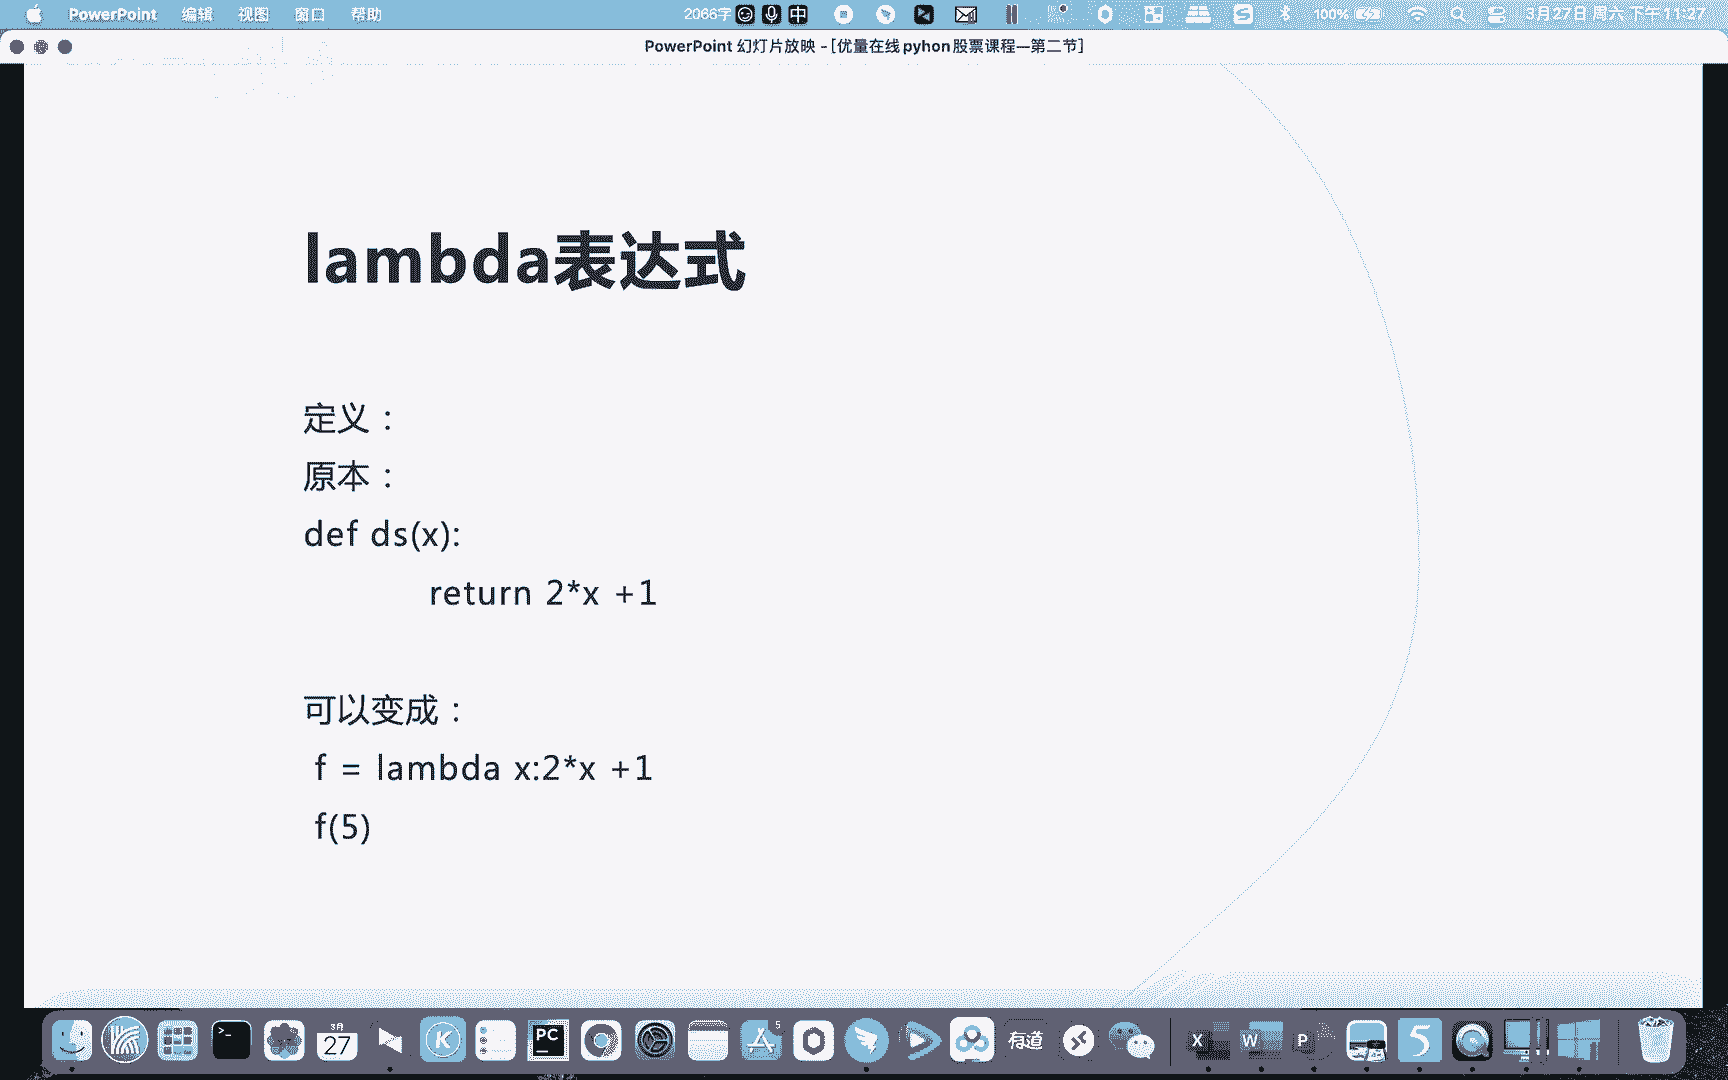 PowerPoint 编辑 视图 窗口 帮助 2066字 中 100% 3月27日 周六 下午11:27
PowerPoint 幻灯片放映 - [优量在线pyhon股票课程—第二节]
lambda表达式
定义：
原本：
def ds(x):
return 2*x +1
可以变成：
f = lambda x:2*x +1
f(5)
3月
27
PC
K
5
有道
X
W
P
5